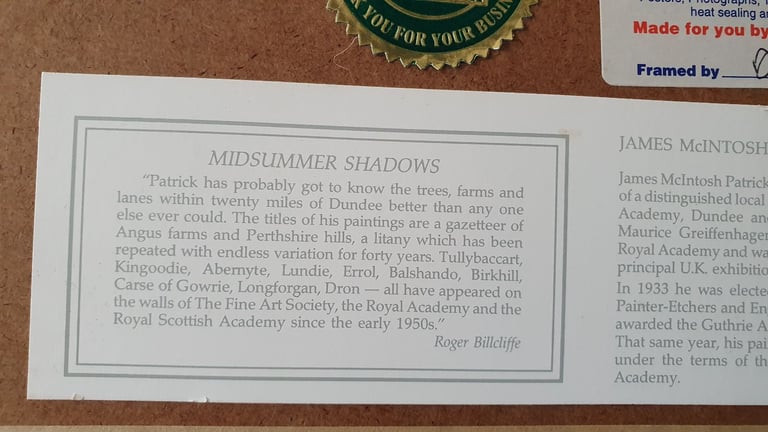 YOU FOR YOUR BUSIN
heat sealing
Made for you by
Framed by
MIDSUMMER SHADOWS
“Patrick has probably got to know the trees, farms and
lanes within twenty miles of Dundee better than any one
else ever could. The titles of his paintings are a gazetteer of
Angus farms and Perthshire hills, a litany which has been
repeated with endless variation for forty years. Tullybaccart,
Kingoodie, Abernyte, Lundie, Errol, Balshando, Birkhill,
Carse of Gowrie, Longforgan, Dron — all have appeared on
the walls of The Fine Art Society, the Royal Academy and the
Royal Scottish Academy since the early 1950s.”
Roger Billcliffe
JAMES McINTOSH
James McIntosh Patrick
of a distinguished local
Academy, Dundee an
Maurice Greiffenhagen
Royal Academy and wa
principal U.K. exhibitio
In 1933 he was electe
Painter-Etchers and En
awarded the Guthrie A
That same year, his pai
under the terms of th
Academy.